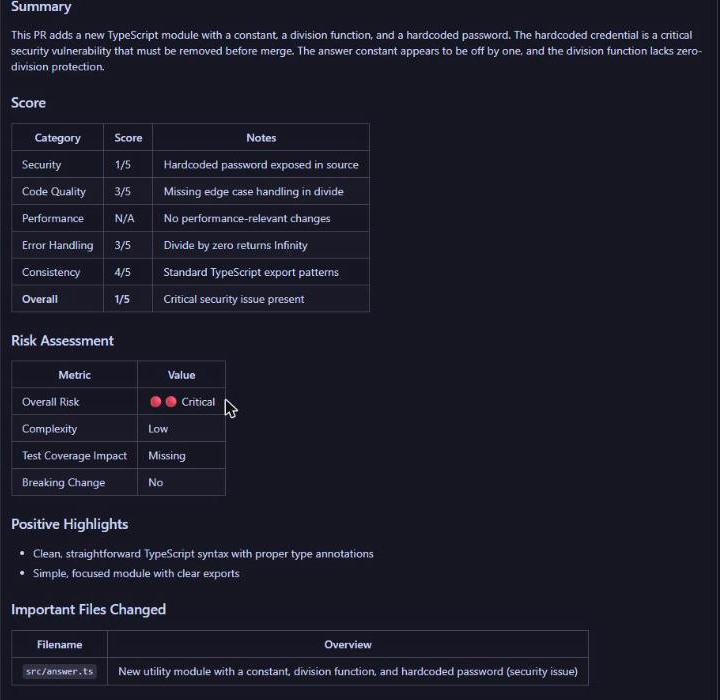 Summary
This PR adds a new TypeScript module with a constant, a division function, and a hardcoded password. The hardcoded credential is a critical
security vulnerability that must be removed before merge. The answer constant appears to be off by one, and the division function lacks zero-
division protection.
Score
Category Score Notes
Security 1/5 Hardcoded password exposed in source
Code Quality 3/5 Missing edge case handling in divide
Performance N/A No performance-relevant changes
Error Handling 3/5 Divide by zero returns Infinity
Consistency 4/5 Standard TypeScript export patterns
Overall 1/5 Critical security issue present
Risk Assessment
Metric Value
Overall Risk 🔴🔴 Critical
Complexity Low
Test Coverage Impact Missing
Breaking Change No
Positive Highlights
• Clean, straightforward TypeScript syntax with proper type annotations
• Simple, focused module with clear exports
Important Files Changed
Filename Overview
src/answer.ts New utility module with a constant, division function, and hardcoded password (security issue)